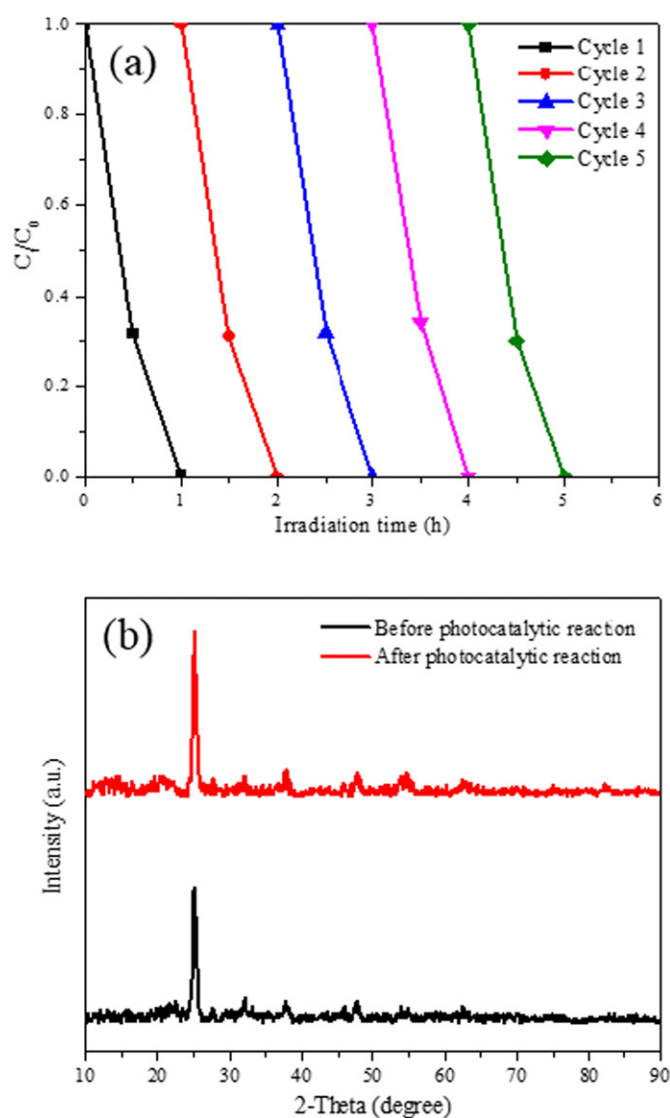 (a)
Cycle 1
Cycle 2
Cycle 3
Cycle 4
Cycle 5
1.0
0.8
0.6
0.4
0.2
0.0
Ct/C0
0 1 2 3 4 5 6
Irradiation time (h)
(b)
Before photocatalytic reaction
After photocatalytic reaction
Intensity (a.u.)
10 20 30 40 50 60 70 80 90
2-Theta (degree)